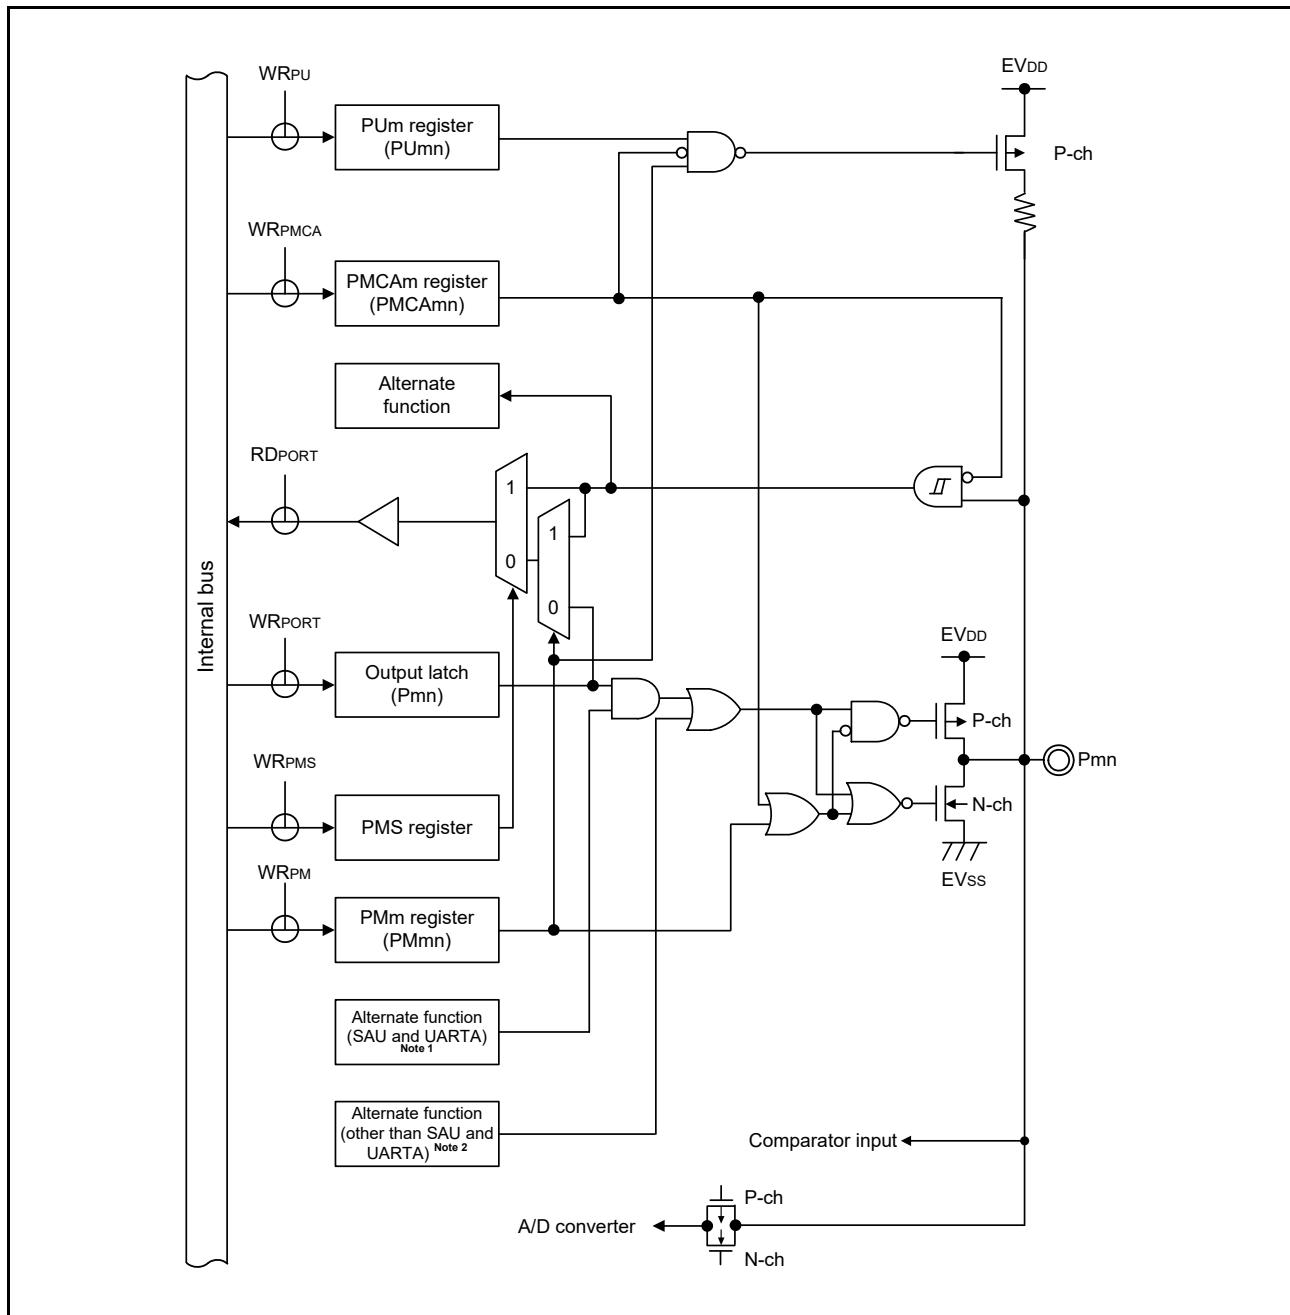 WRPU
EVDD
PUm register
(PUmn)
P-ch
WRPMCA
PMCAm register
(PMCAmn)
Alternate
function
RDPORT
1
0
1
0
Internal bus
WRPORT
Output latch
(Pmn)
EVDD
P-ch
Pmn
WRPMS
PMS register
N-ch
EVSS
WRPM
PMm register
(PMmn)
Alternate function
(SAU and UARTA)
Note 1
Alternate function
(other than SAU and
UARTA) Note 2
Comparator input
P-ch
A/D converter
N-ch